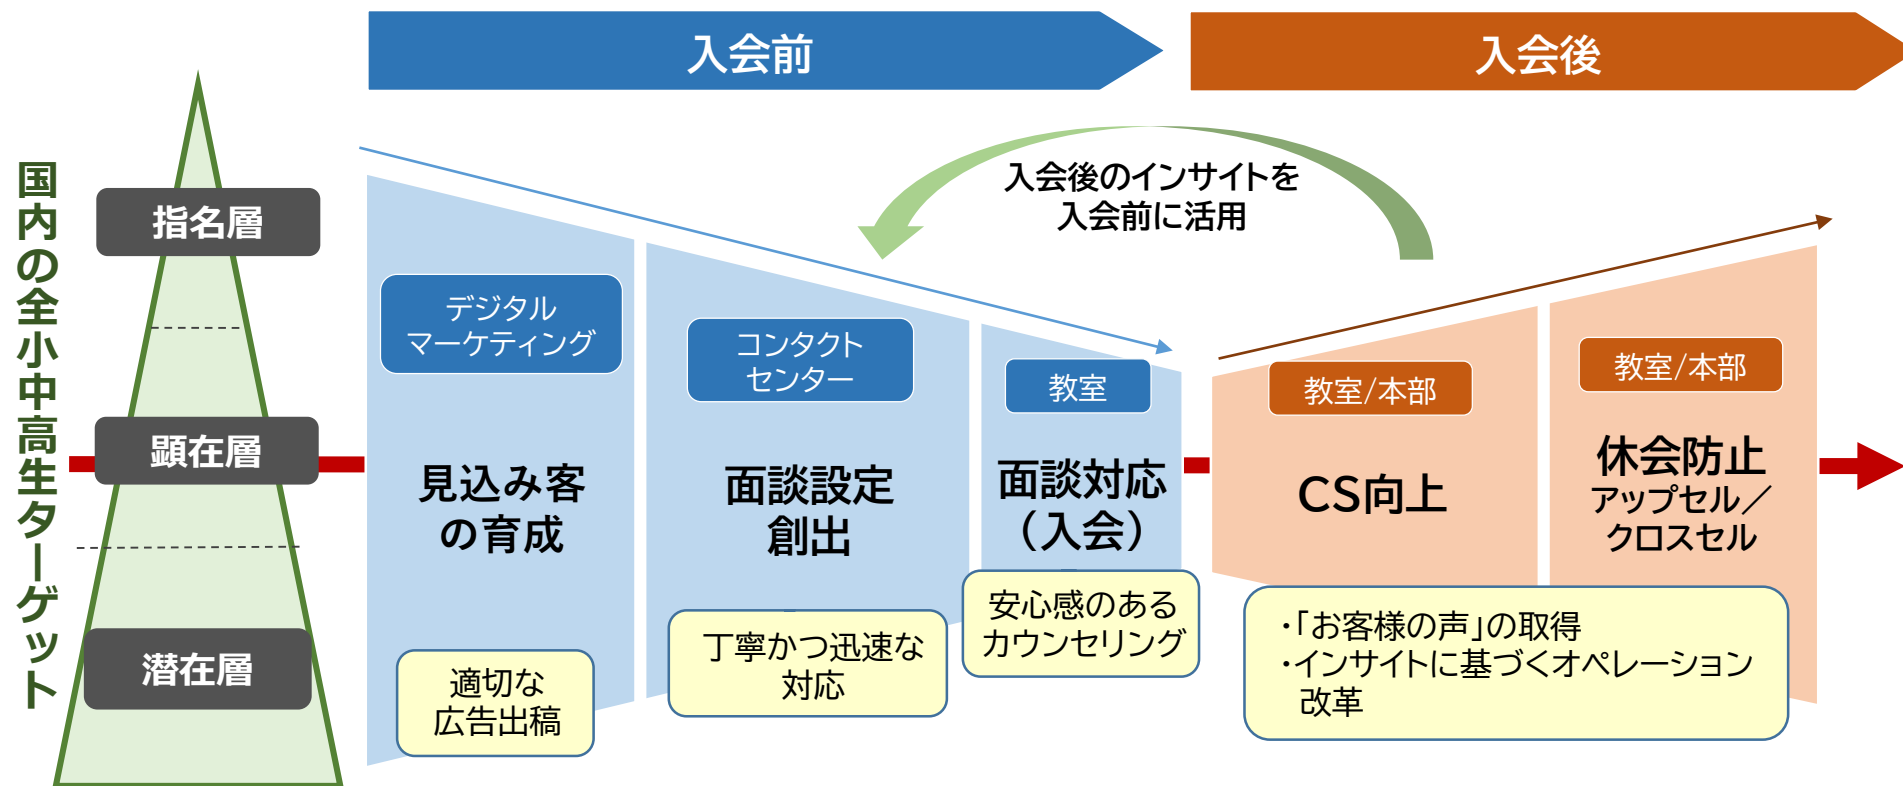 入会前
入会後
国内の全小中高生ターゲット
指名層
顕在層
潜在層
入会後のインサイトを
入会前に活用
デジタル
マーケティング
見込み客
の育成
適切な
広告出稿
コンタクト
センター
面談設定
創出
丁寧かつ迅速な
対応
教室
面談対応
（入会）
安心感のある
カウンセリング
教室/本部
CS向上
教室/本部
休会防止
アップセル／
クロスセル
・「お客様の声」の取得
・インサイトに基づくオペレーション
改革